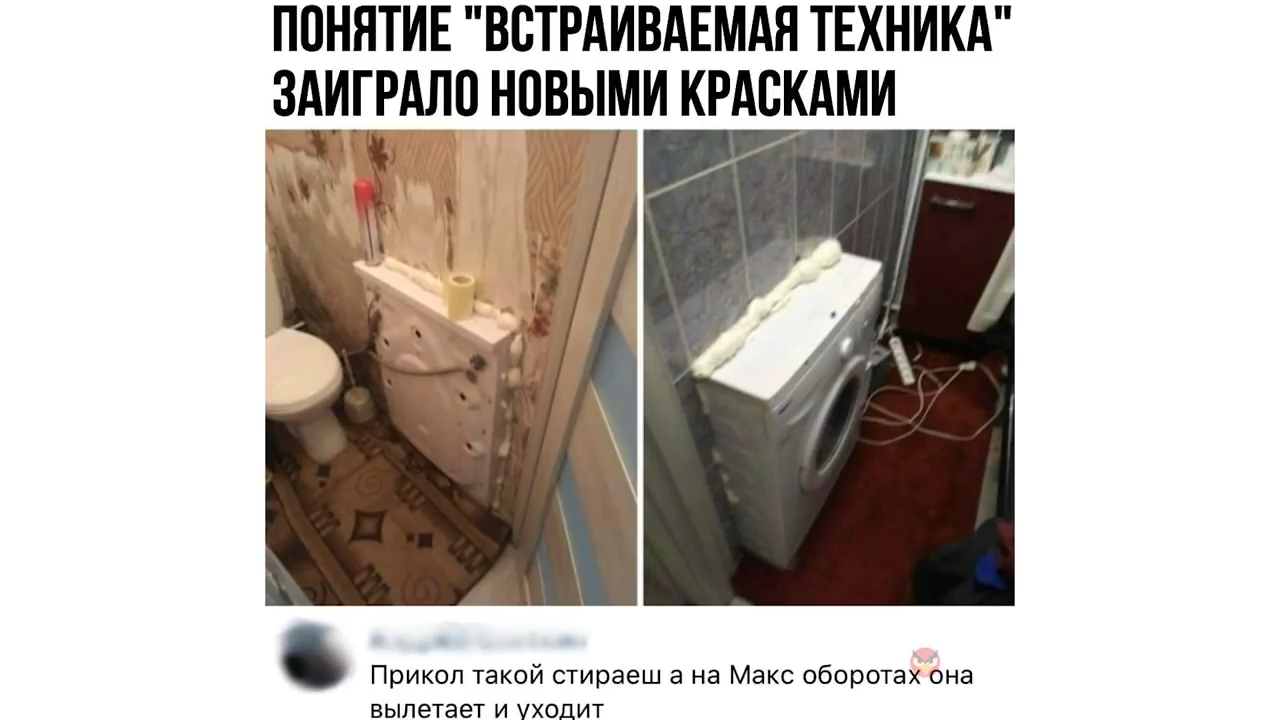 ПОНЯТИЕ "ВСТРАИВАЕМАЯ ТЕХНИКА"
ЗАИГРАЛО НОВЫМИ КРАСКАМИ
Прикол такой стираеш а на Макс оборотах она
вылетает и уходит